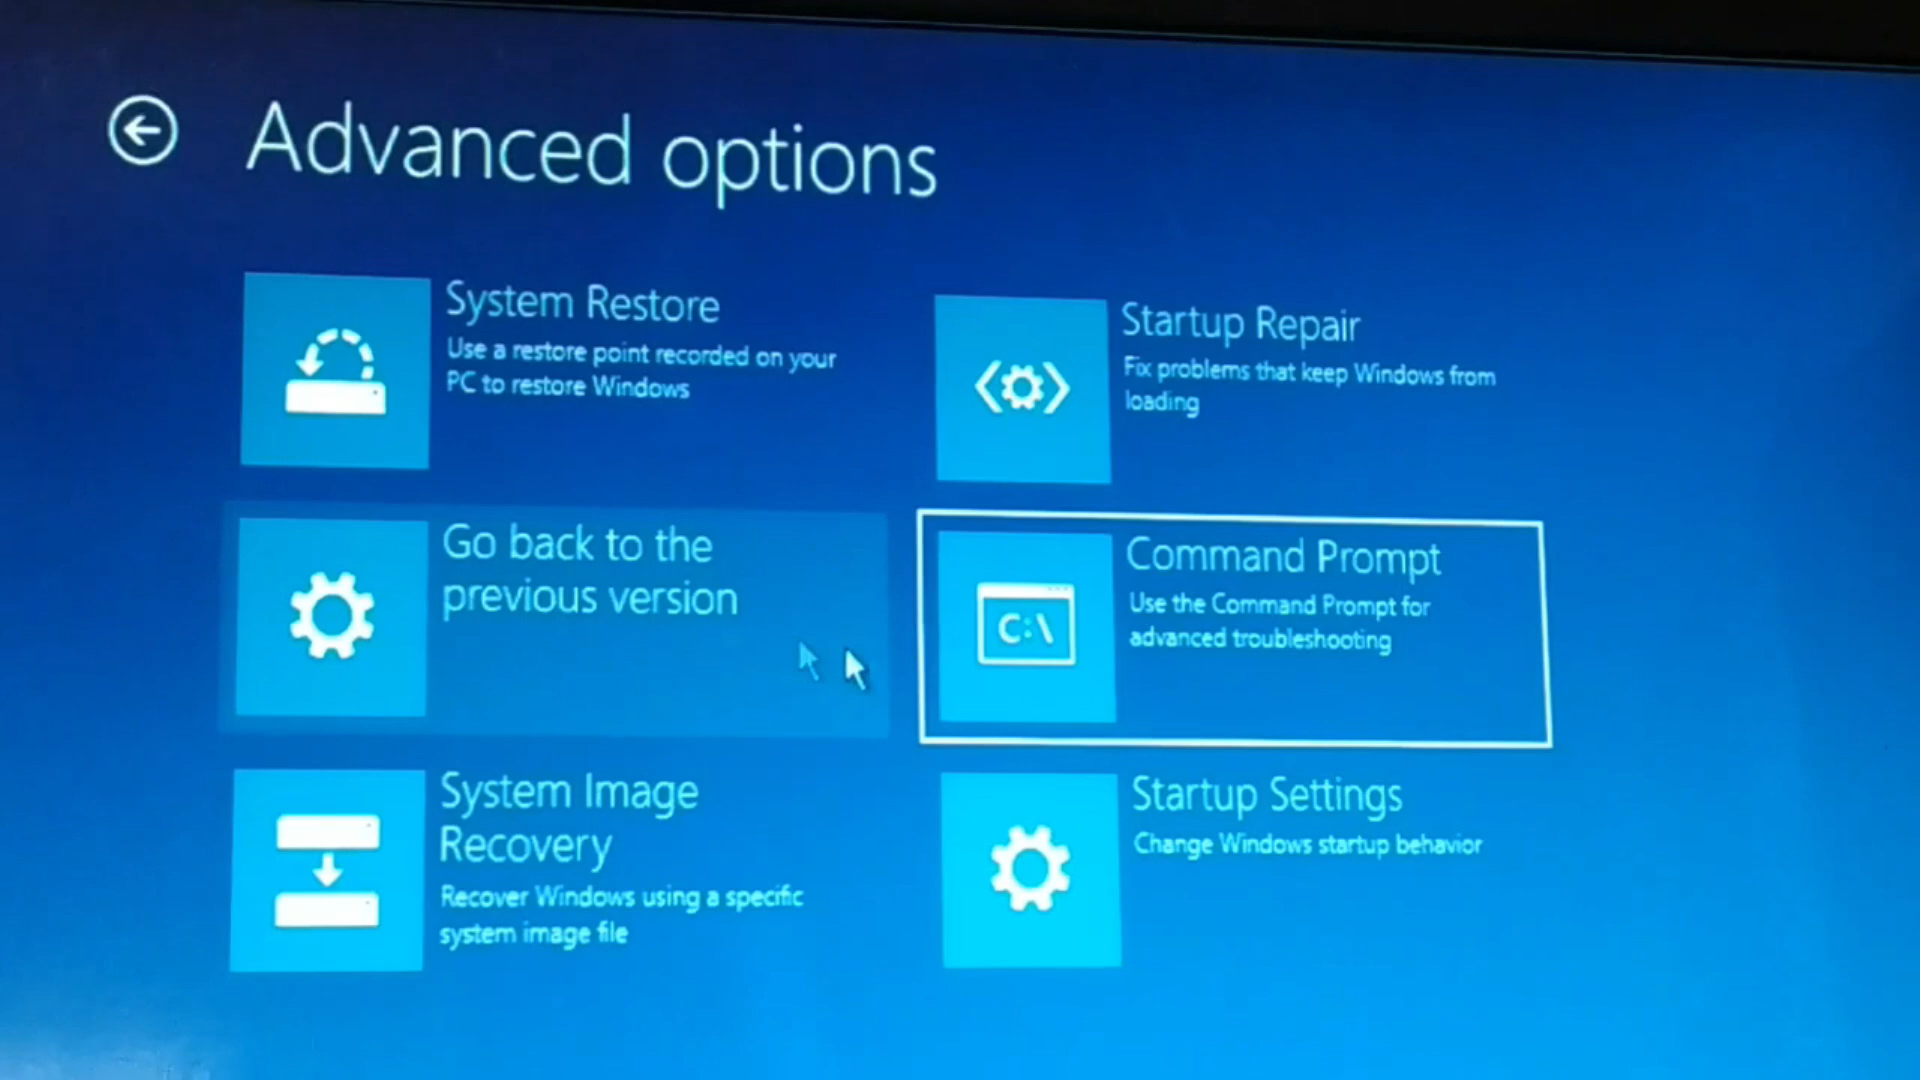 Advanced options
System Restore
Use a restore point recorded on your
PC to restore Windows
Startup Repair
Fix problems that keep Windows from
loading
Go back to the
previous version
C:\
Command Prompt
Use the Command Prompt for
advanced troubleshooting
System Image
Recovery
Recover Windows using a specific
system image file
Startup Settings
Change Windows startup behavior